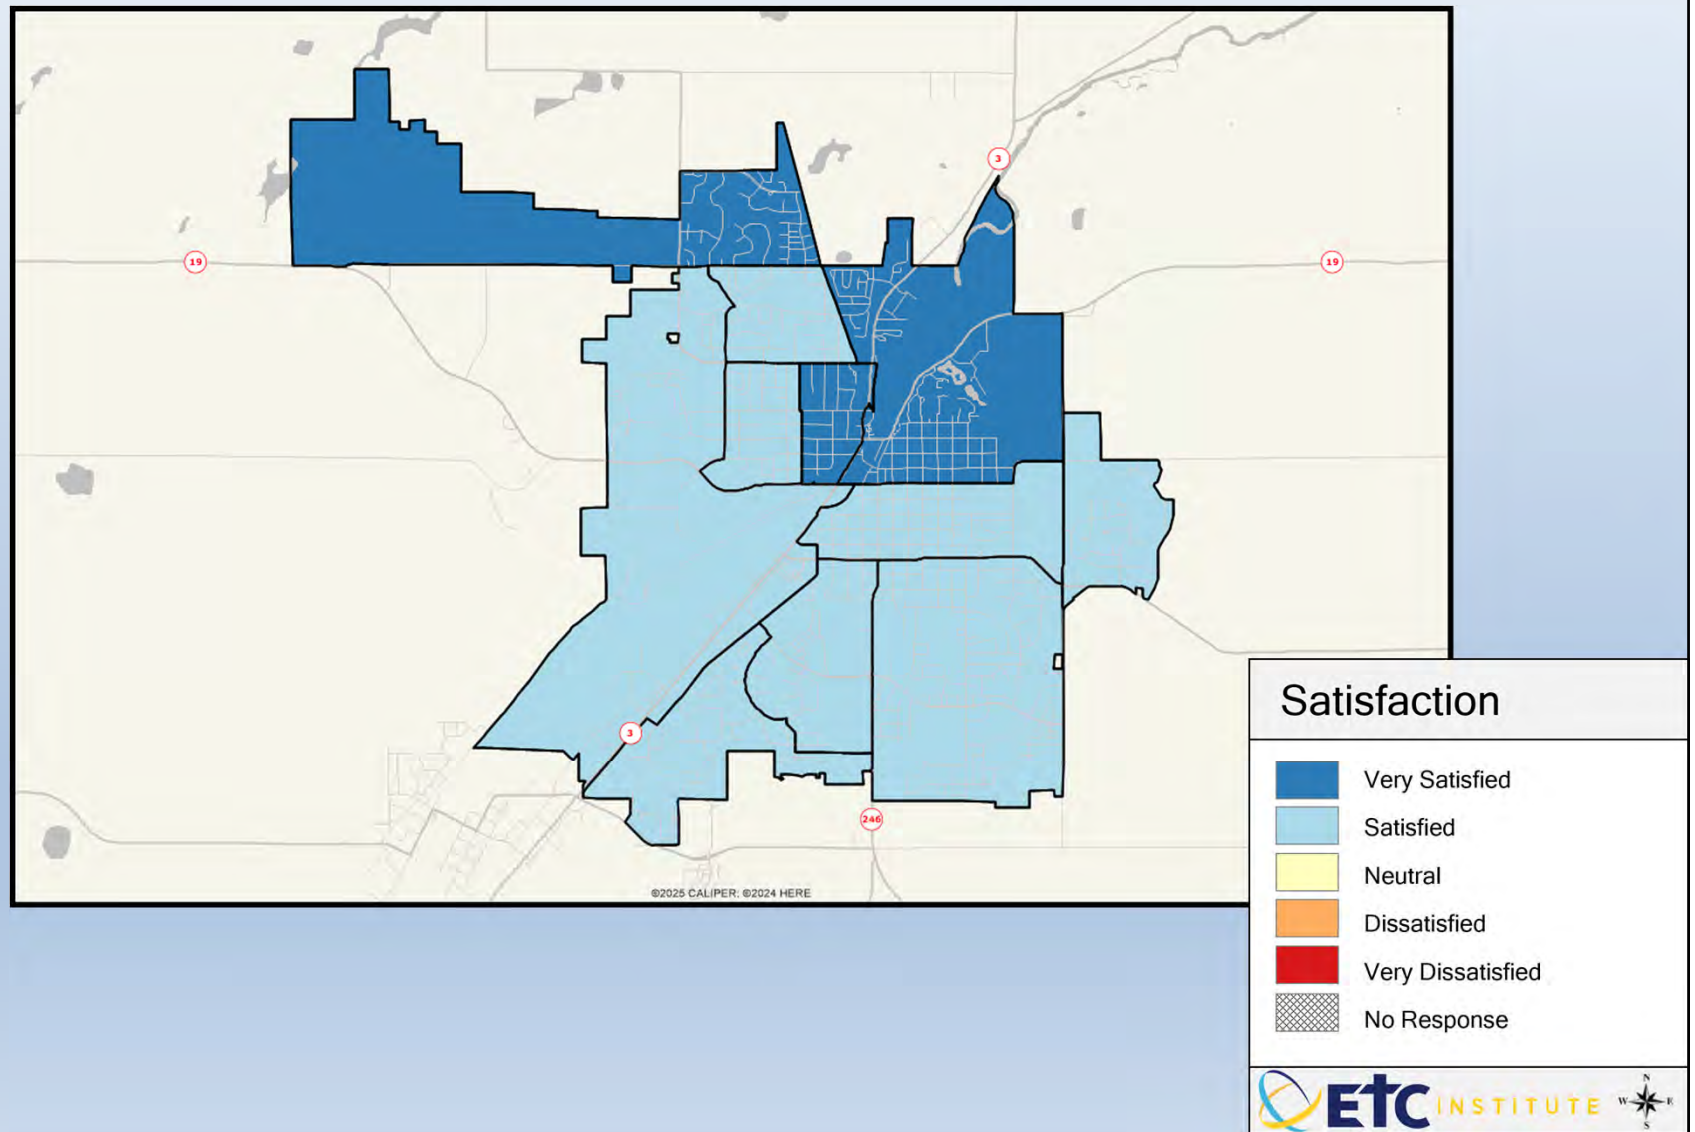 3
19
19
3
246
©2025 CALIPER; ©2024 HERE
Satisfaction
Very Satisfied
Satisfied
Neutral
Dissatisfied
Very Dissatisfied
No Response
ETC INSTITUTE
N
W E
S